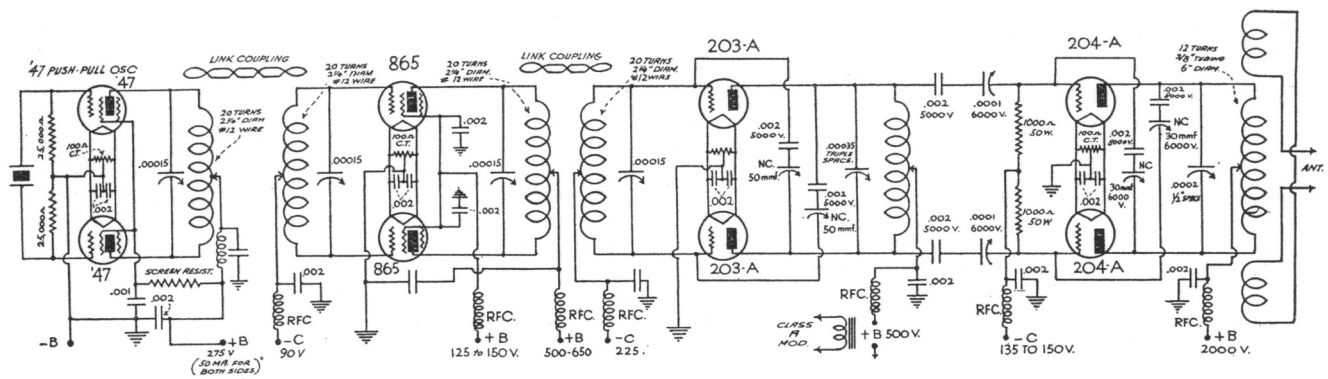 '47 PUSH-PULL OSC
'47
25,000 Ω
100 Ω
C.T.
.002
25,000 Ω
'47
.00015
LINK COUPLING
20 TURNS
2¼" DIAM
#12 WIRE
SCREEN RESIST.
.001
.002
-B
+B
275 V
(50 MA. FOR
BOTH SIDES)
20 TURNS
2¼" DIAM
#12 WIRE
.00015
.002
RFC
-C
90 V
865
100 Ω
C.T.
.002
865
.002
.002
20 TURNS
2¼" DIAM.
#12 WIRE
.00015
RFC.
+B
125 to 150 V.
RFC.
+B
500-650
LINK COUPLING
20 TURNS
2¼" DIAM.
#12 WIRE
.00015
.002
RFC.
-C
225.
203-A
.002
203-A
.002
5000 V.
NC.
50 mmf.
.002
5000 V.
NC.
50 mmf.
.00035
TRIPLE
SPACE.
.002
RFC.
CLASS
A
MOD.
+B 500 V.
.002
5000 V.
.0001
6000 V.
.002
5000 V.
.0001
6000 V.
1000 Ω
50 W.
1000 Ω
50 W
.002
RFC.
-C
135 TO 150 V.
204-A
100 Ω
C.T.
.002
204-A
.002
NC
30 mmf
6000
V.
.002
NC
30 mmf
6000 V.
.0002
½" SPACE
12 TURNS
3/8" TUBING
6" DIAM.
.002
RFC.
+B
2000 V.
ANT.